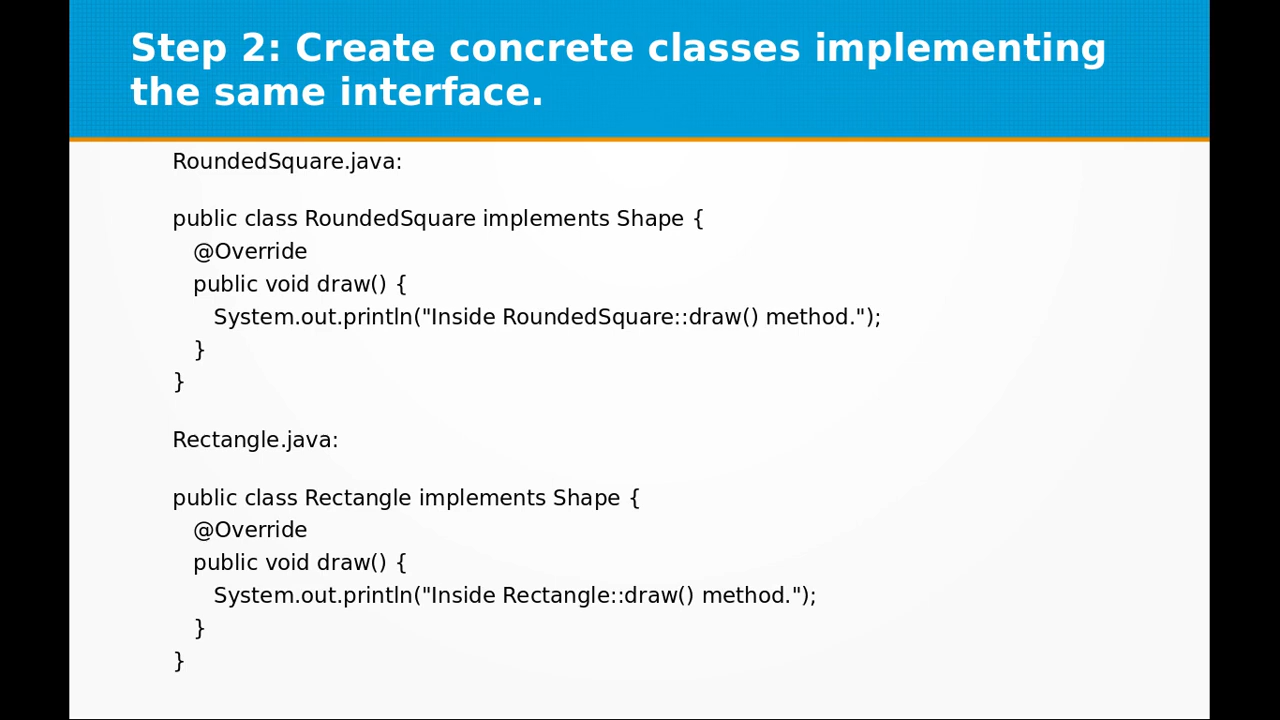 Step 2: Create concrete classes implementing
the same interface.
RoundedSquare.java:
public class RoundedSquare implements Shape {
@Override
public void draw() {
System.out.println("Inside RoundedSquare::draw() method.");
}
}
Rectangle.java:
public class Rectangle implements Shape {
@Override
public void draw() {
System.out.println("Inside Rectangle::draw() method.");
}
}